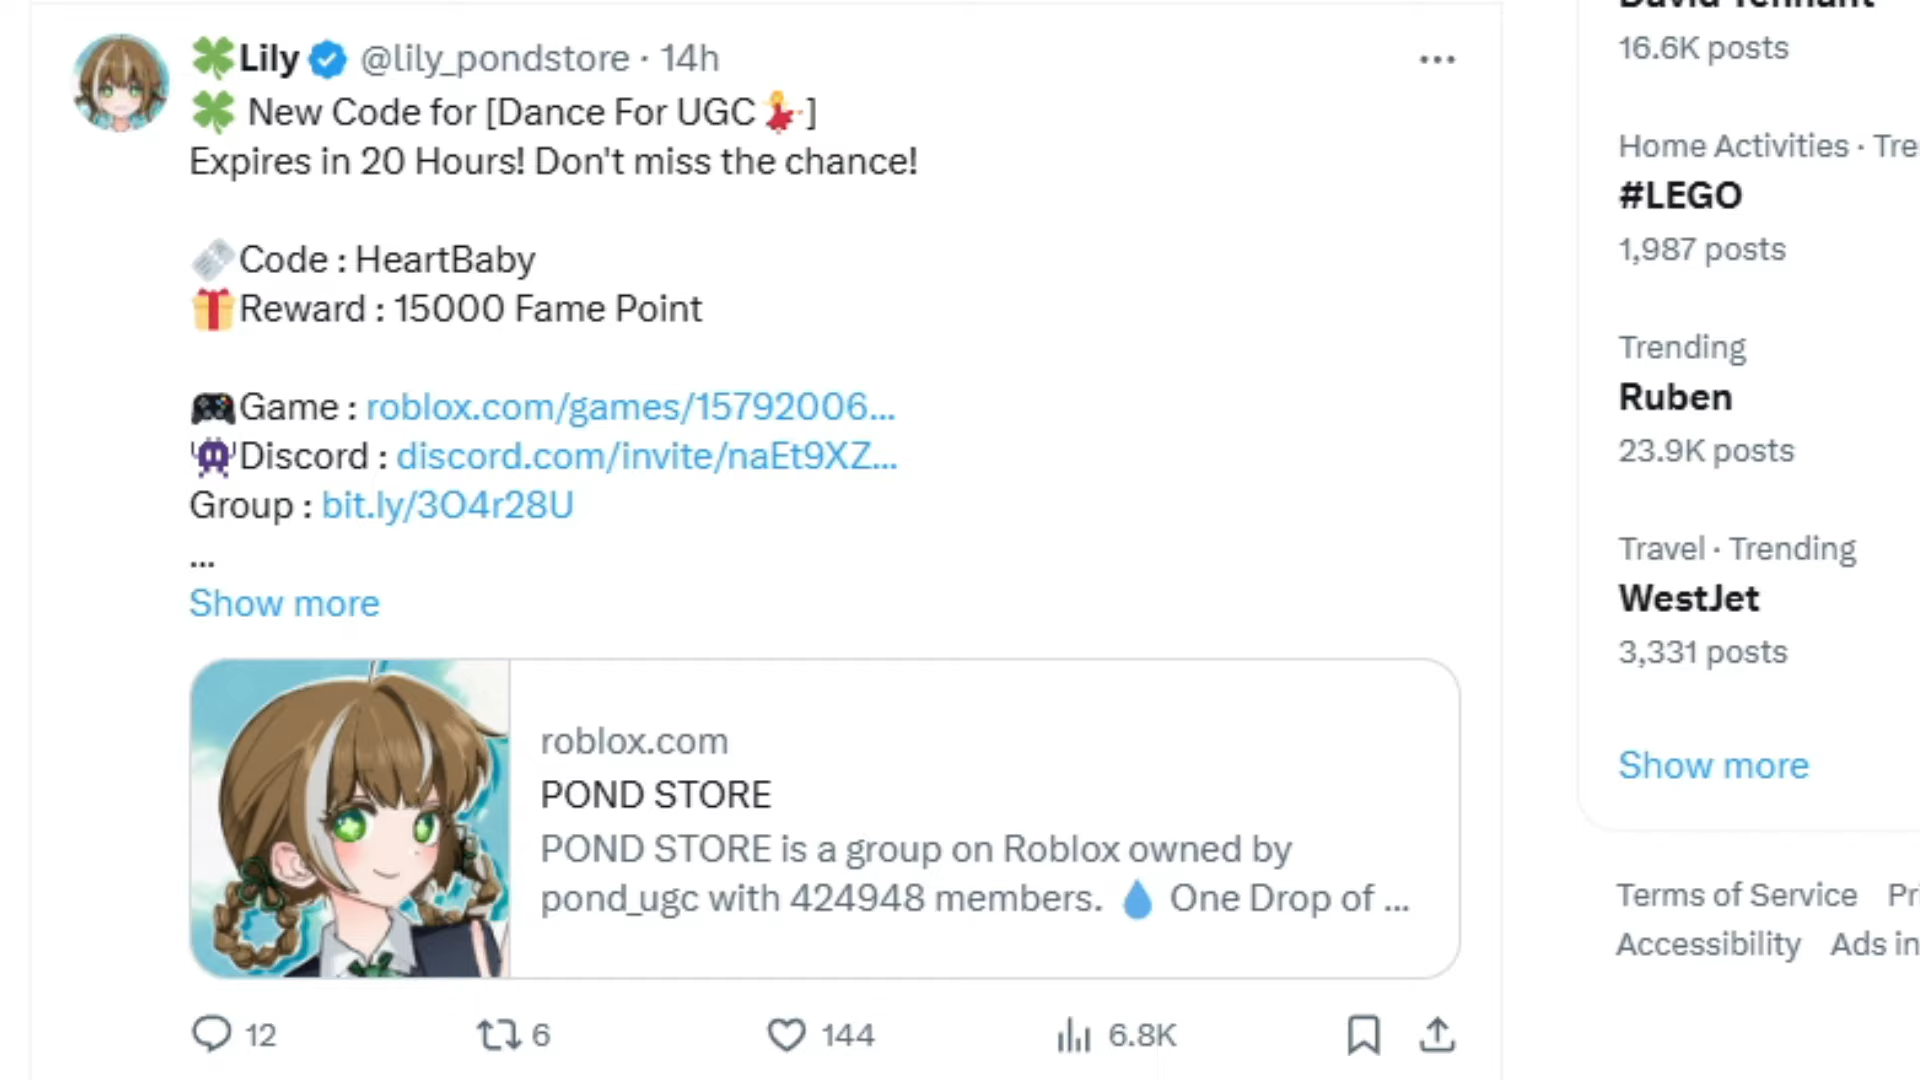 🍀Lily @lily_pondstore · 14h
🍀 New Code for [Dance For UGC💃]
Expires in 20 Hours! Don't miss the chance!
Code : HeartBaby
🎁Reward : 15000 Fame Point
🎮Game : roblox.com/games/15792006...
👾Discord : discord.com/invite/naEt9XZ...
Group : bit.ly/3O4r28U
...
Show more
roblox.com
POND STORE
POND STORE is a group on Roblox owned by
pond_ugc with 424948 members. 💧 One Drop of ...
12 6 144 6.8K
David Tennant
16.6K posts
Home Activities · Tre
#LEGO
1,987 posts
Trending
Ruben
23.9K posts
Travel · Trending
WestJet
3,331 posts
Show more
Terms of Service Pri
Accessibility Ads in